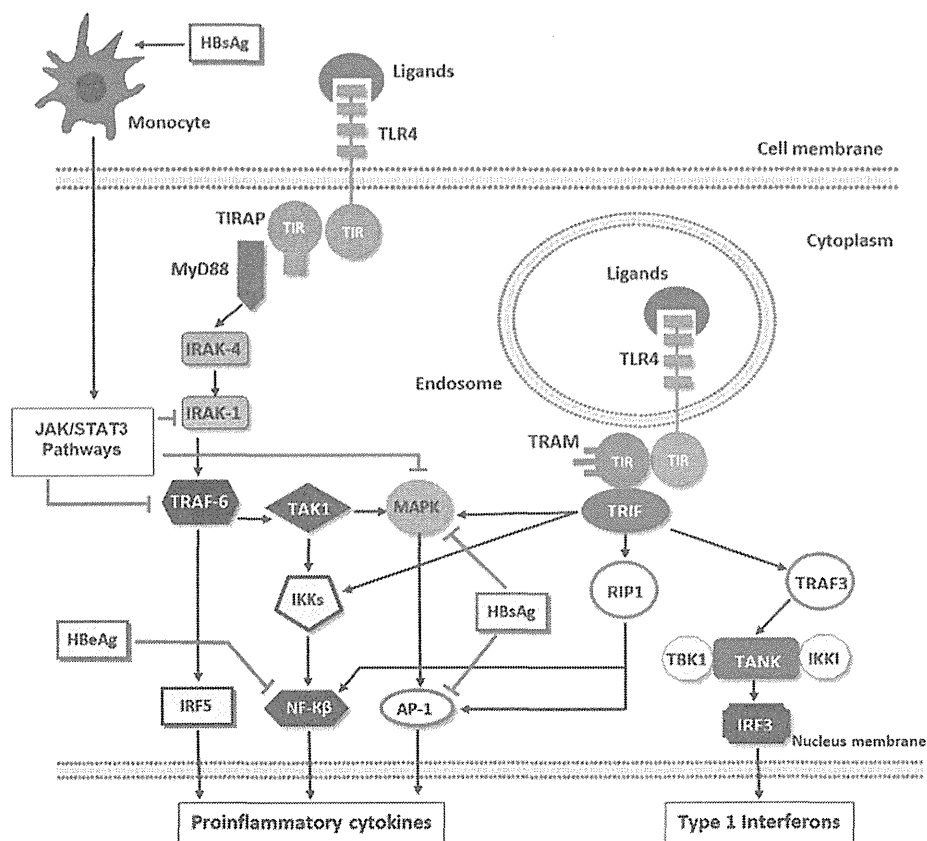 HBsAg
Ligands
Monocyte
TLR4
Cell membrane
TIRAP
TIR
TIR
Cytoplasm
MyD88
Ligands
IRAK-4
TLR4
Endosome
IRAK-1
JAK/STAT3
Pathways
TRAM
TIR
TIR
TRAF-6
TAK1
MAPK
TRIF
IKKs
RIP1
TRAF3
HBsAg
HBeAg
TBK1
TANK
IKKI
IRF5
NF-Kβ
AP-1
IRF3
Nucleus membrane
Proinflammatory cytokines
Type 1 Interferons